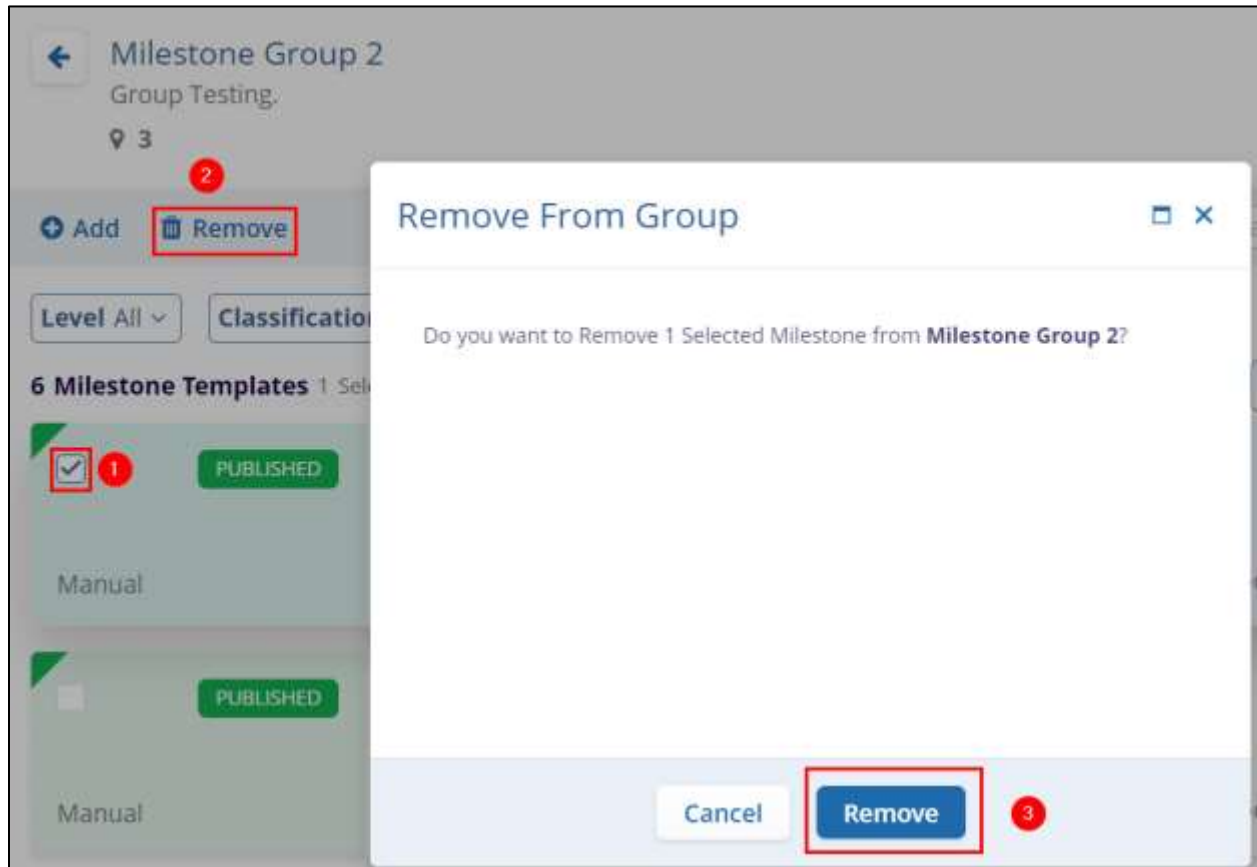 Milestone Group 2
Group Testing.
3
2
Add Remove
Remove From Group
Level All
Do you want to Remove 1 Selected Milestone from Milestone Group 2?
6 Milestone Templates 1
1
PUBLISHED
Manual
PUBLISHED
Manual
Cancel Remove 3